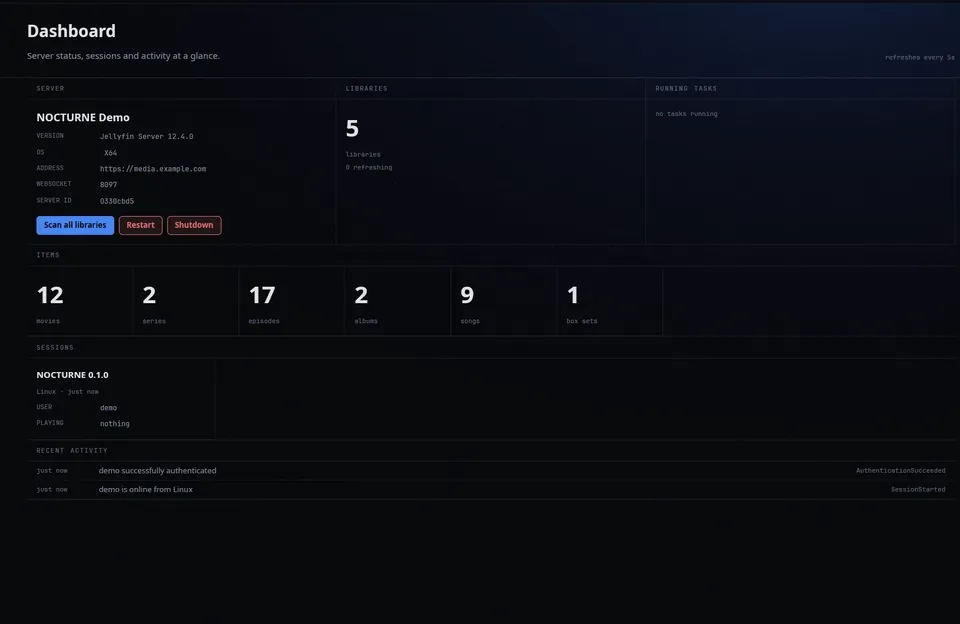 Dashboard
Server status, sessions and activity at a glance.
refreshes every 5s
SERVER
NOCTURNE Demo
VERSION Jellyfin Server 12.4.0
OS X64
ADDRESS https://media.example.com
WEBSOCKET 8097
SERVER ID 0330cbd5
Scan all libraries Restart Shutdown
LIBRARIES
5
libraries
0 refreshing
RUNNING TASKS
no tasks running
ITEMS
12 2 17 2 9 1
movies series episodes albums songs box sets
SESSIONS
NOCTURNE 0.1.0
Linux · just now
USER demo
PLAYING nothing
RECENT ACTIVITY
just now demo successfully authenticated AuthenticationSucceeded
just now demo is online from Linux SessionStarted